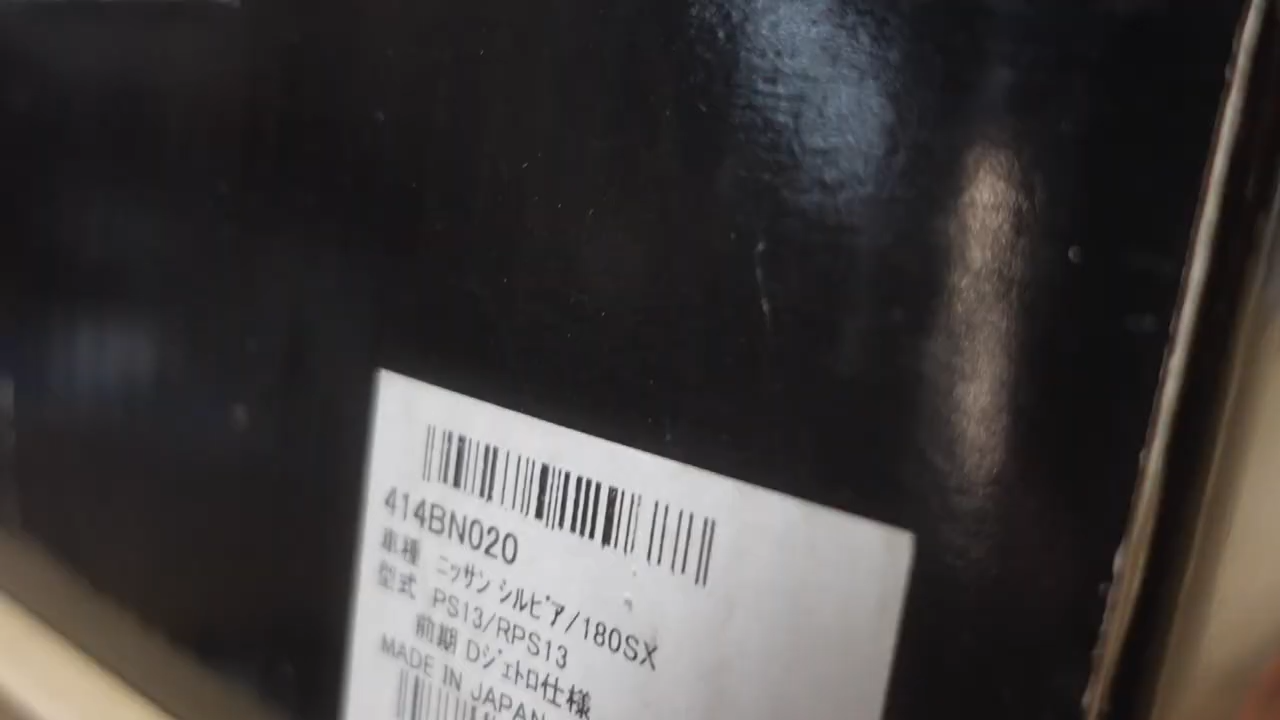 414BN020
車種 ニッサン シルビア/180SX
型式 PS13/RPS13
前期 Dジェトロ仕様
MADE IN JAPAN